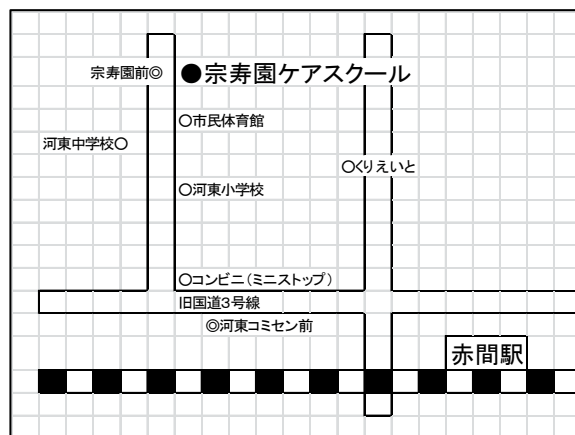 宗寿園前◎
●宗寿園ケアスクール
○市民体育館
河東中学校○
○くりえいと
○河東小学校
○コンビニ(ミニストップ)
旧国道3号線
◎河東コミセン前
赤間駅